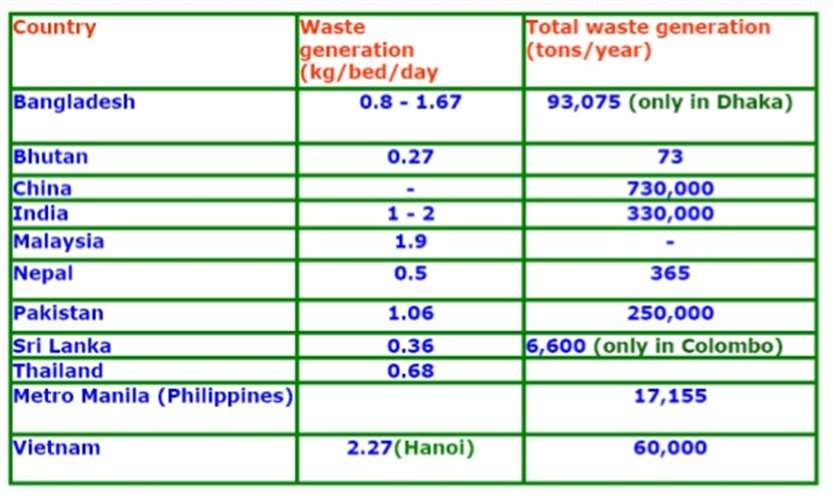 Country Waste generation (kg/bed/day Total waste generation (tons/year)
Bangladesh 0.8 - 1.67 93,075 (only in Dhaka)
Bhutan 0.27 73
China - 730,000
India 1 - 2 330,000
Malaysia 1.9 -
Nepal 0.5 365
Pakistan 1.06 250,000
Sri Lanka 0.36 6,600 (only in Colombo)
Thailand 0.68
Metro Manila (Philippines) 17,155
Vietnam 2.27(Hanoi) 60,000